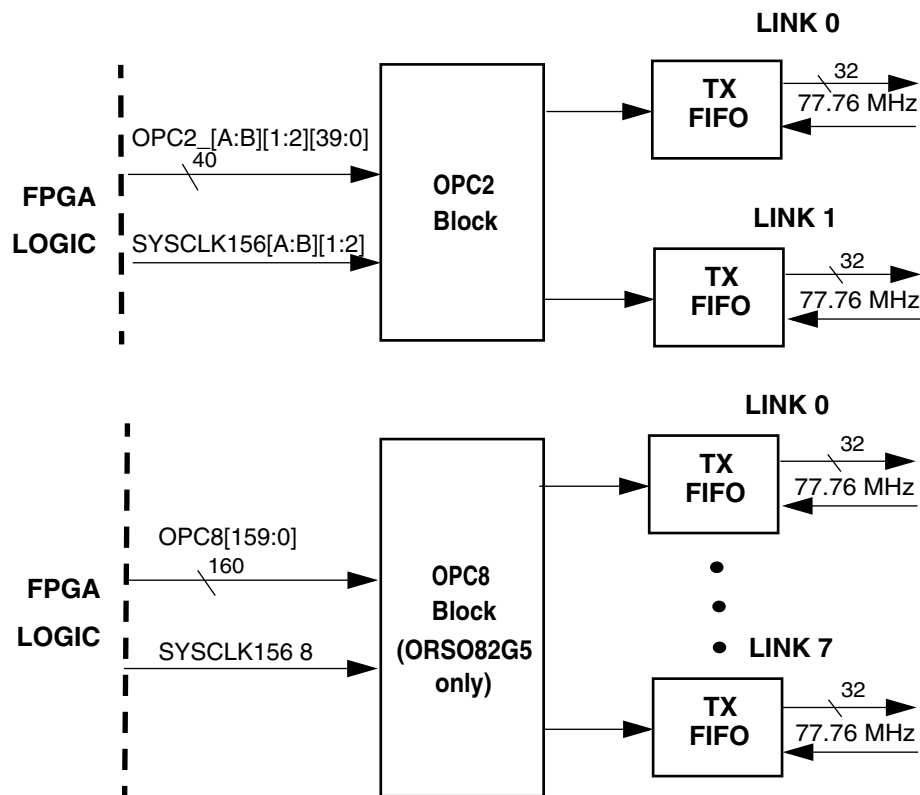 LINK 0
32
TX
FIFO
77.76 MHz
OPC2_[A:B][1:2][39:0]
40
OPC2
Block
FPGA
LOGIC
SYSCLK156[A:B][1:2]
LINK 1
32
TX
FIFO
77.76 MHz
LINK 0
32
TX
FIFO
77.76 MHz
OPC8[159:0]
160
OPC8
Block
(ORSO82G5
only)
FPGA
LOGIC
SYSCLK156 8
LINK 7
32
TX
FIFO
77.76 MHz